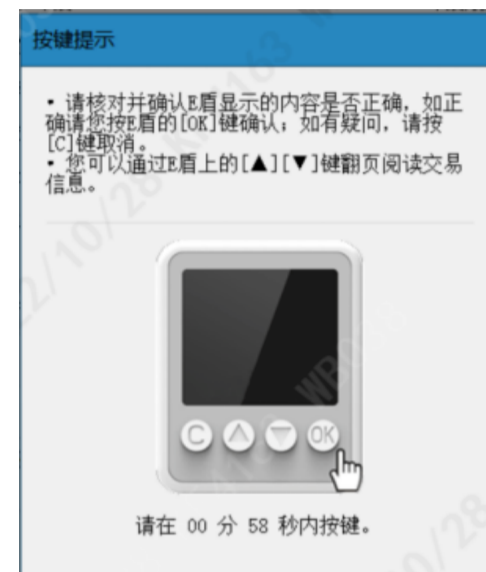 按键提示
• 请核对并确认E盾显示的内容是否正确，如正
确请您按E盾的[OK]键确认；如有疑问，请按
[C]键取消。
• 您可以通过E盾上的[▲][▼]键翻页阅读交易
信息。
C OK
请在 00 分 58 秒内按键。